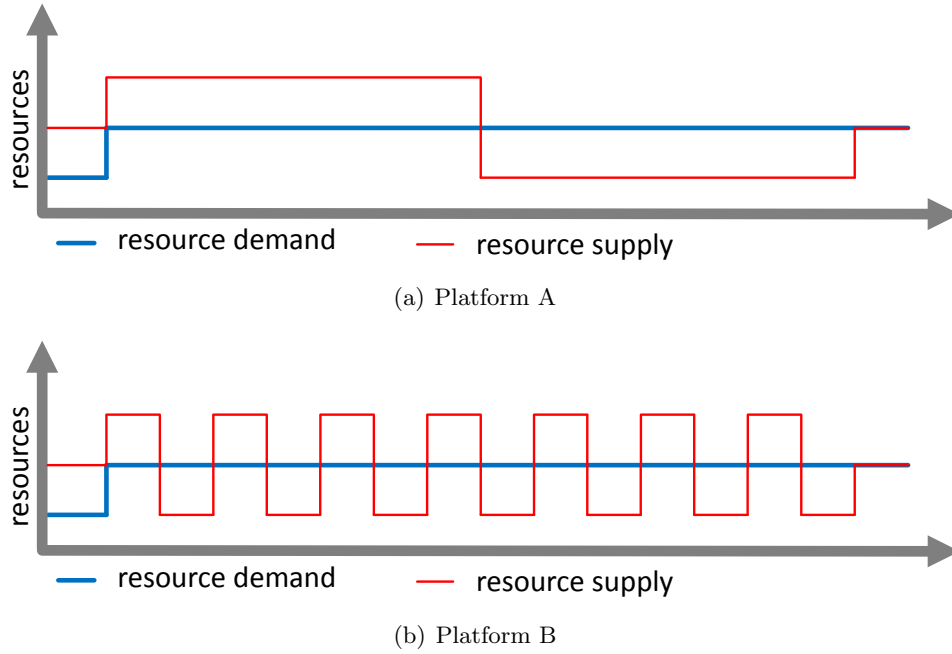 resources
resource demand
resource supply
(a) Platform A
resources
resource demand
resource supply
(b) Platform B